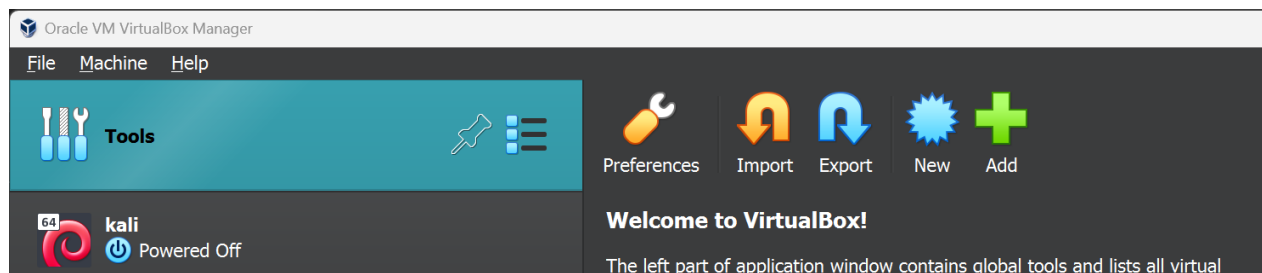 Oracle VM VirtualBox Manager
File Machine Help
Tools
Preferences Import Export New Add
64
kali
Powered Off
Welcome to VirtualBox!
The left part of application window contains global tools and lists all virtual